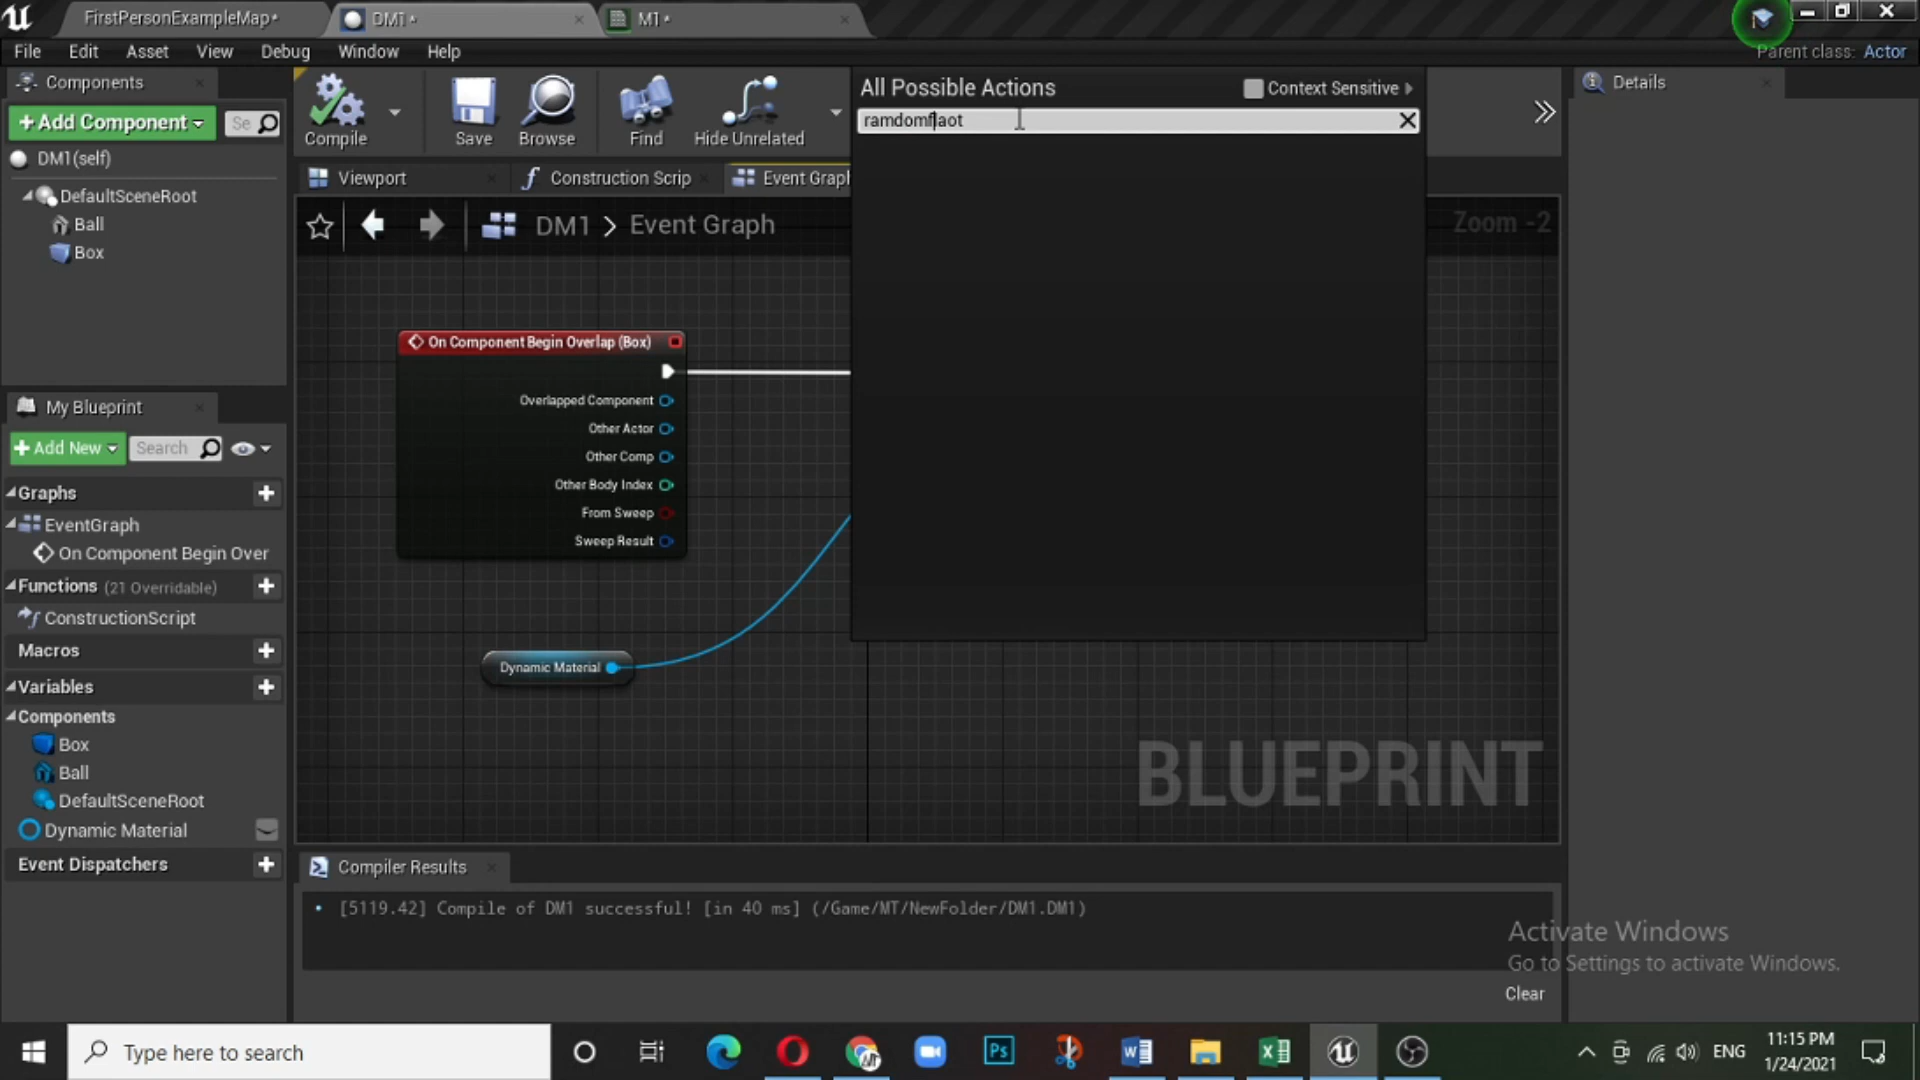 FirstPersonExampleMap*
DM1*
M1*
File Edit Asset View Debug Window Help
Parent class: Actor
Components
+ Add Component
Se
DM1(self)
DefaultSceneRoot
Ball
Box
Compile
Save
Browse
Find
Hide Unrelated
All Possible Actions
Context Sensitive
ramdomflaot
Details
Viewport
Construction Scrip
Event Graph
DM1 > Event Graph
Zoom -2
On Component Begin Overlap (Box)
Overlapped Component
Other Actor
Other Comp
Other Body Index
From Sweep
Sweep Result
Dynamic Material
BLUEPRINT
My Blueprint
+ Add New
Search
Graphs
EventGraph
On Component Begin Over
Functions (21 Overridable)
ConstructionScript
Macros
Variables
Components
Box
Ball
DefaultSceneRoot
Dynamic Material
Event Dispatchers
Compiler Results
[5119.42] Compile of DM1 successful! [in 40 ms] (/Game/MT/NewFolder/DM1.DM1)
Activate Windows
Go to Settings to activate Windows.
Clear
Type here to search
ENG
11:15 PM
1/24/2021